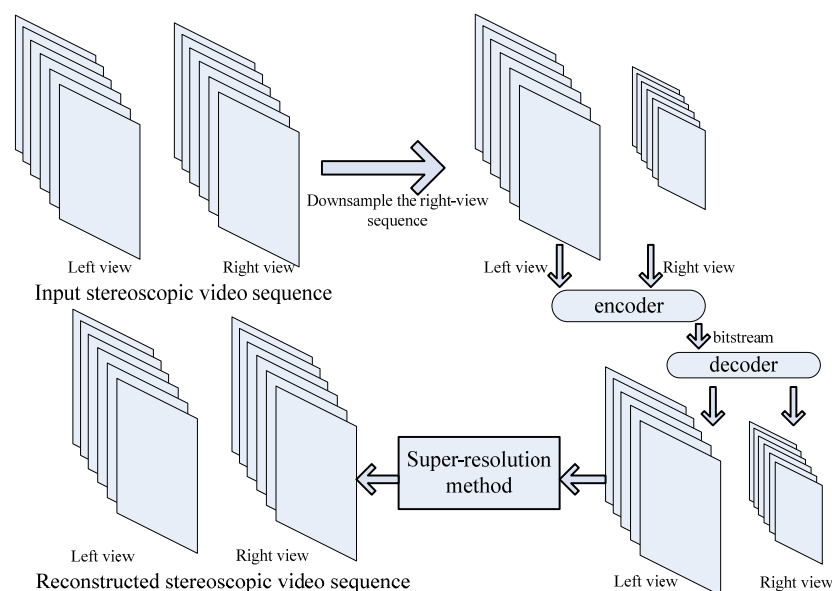 Downsample the right-view
sequence
Left view
Right view
Input stereoscopic video sequence
Left view
Right view
encoder
bitstream
decoder
Super-resolution
method
Left view
Right view
Reconstructed stereoscopic video sequence
Left view
Right view